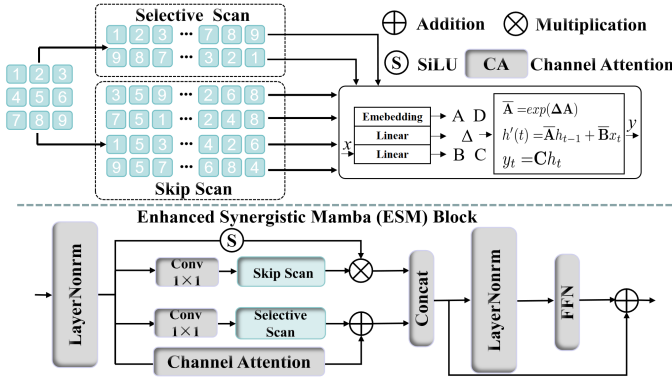 Selective Scan
1 2 3 ••• 7 8 9
9 8 7 ••• 3 2 1
1 2 3
4 5 6
7 8 9
3 5 9 ••• 2 6 8
7 5 1 ••• 2 4 8
1 5 3 ••• 4 2 6
9 5 7 ••• 6 8 4
Skip Scan
Addition
Multiplication
S SiLU
CA Channel Attention
x
Emebedding
Linear
Linear
A D
Δ
B C
A̅ =exp(ΔA)
h′(t) =A̅h_{t−1} + B̅x_t
y_t = Ch_t
y
Enhanced Synergistic Mamba (ESM) Block
LayerNonrm
S
Conv
1×1
Skip Scan
Conv
1×1
Selective
Scan
Channel Attention
Concat
LayerNonrm
FFN